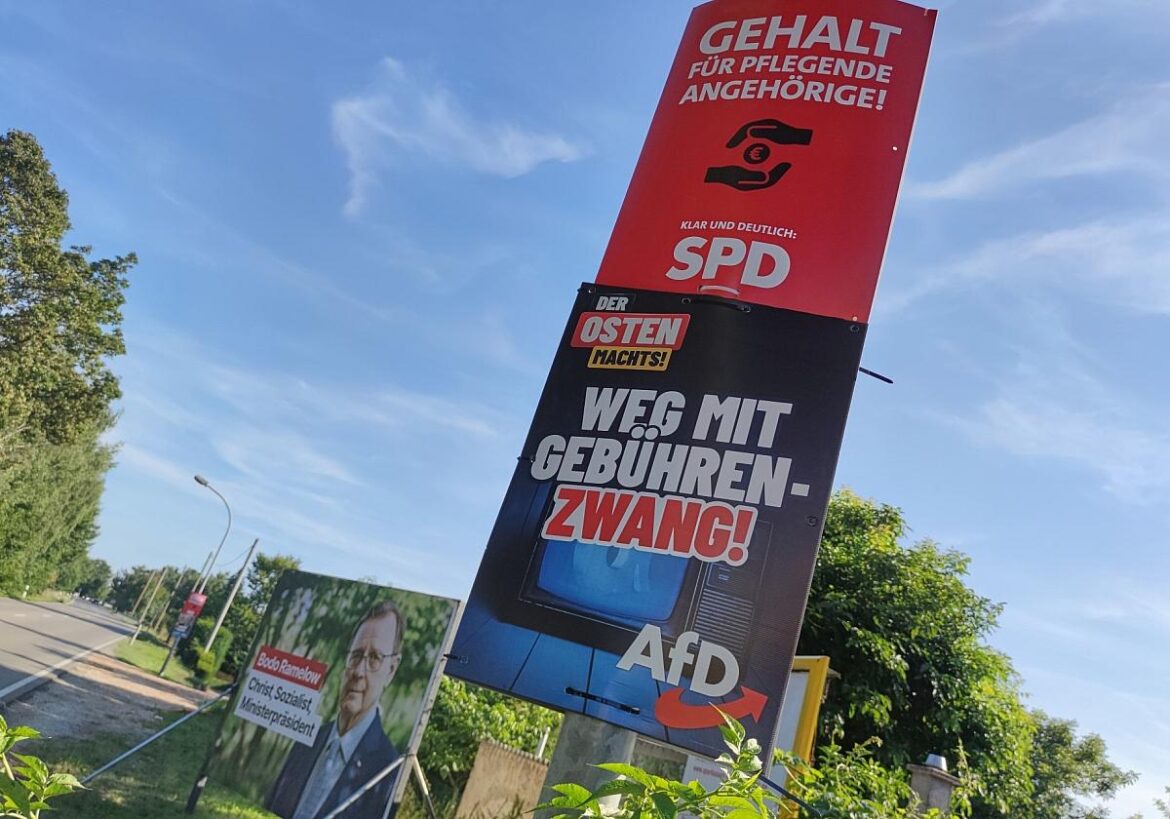 GEHALT
FÜR PFLEGENDE
ANGEHÖRIGE!
€
KLAR UND DEUTLICH:
SPD
DER
OSTEN
MACHTS!
WEG MIT
GEBÜHREN-
ZWANG!
AfD
Bodo Ramelow
Christ, Sozialist,
Ministerpräsident